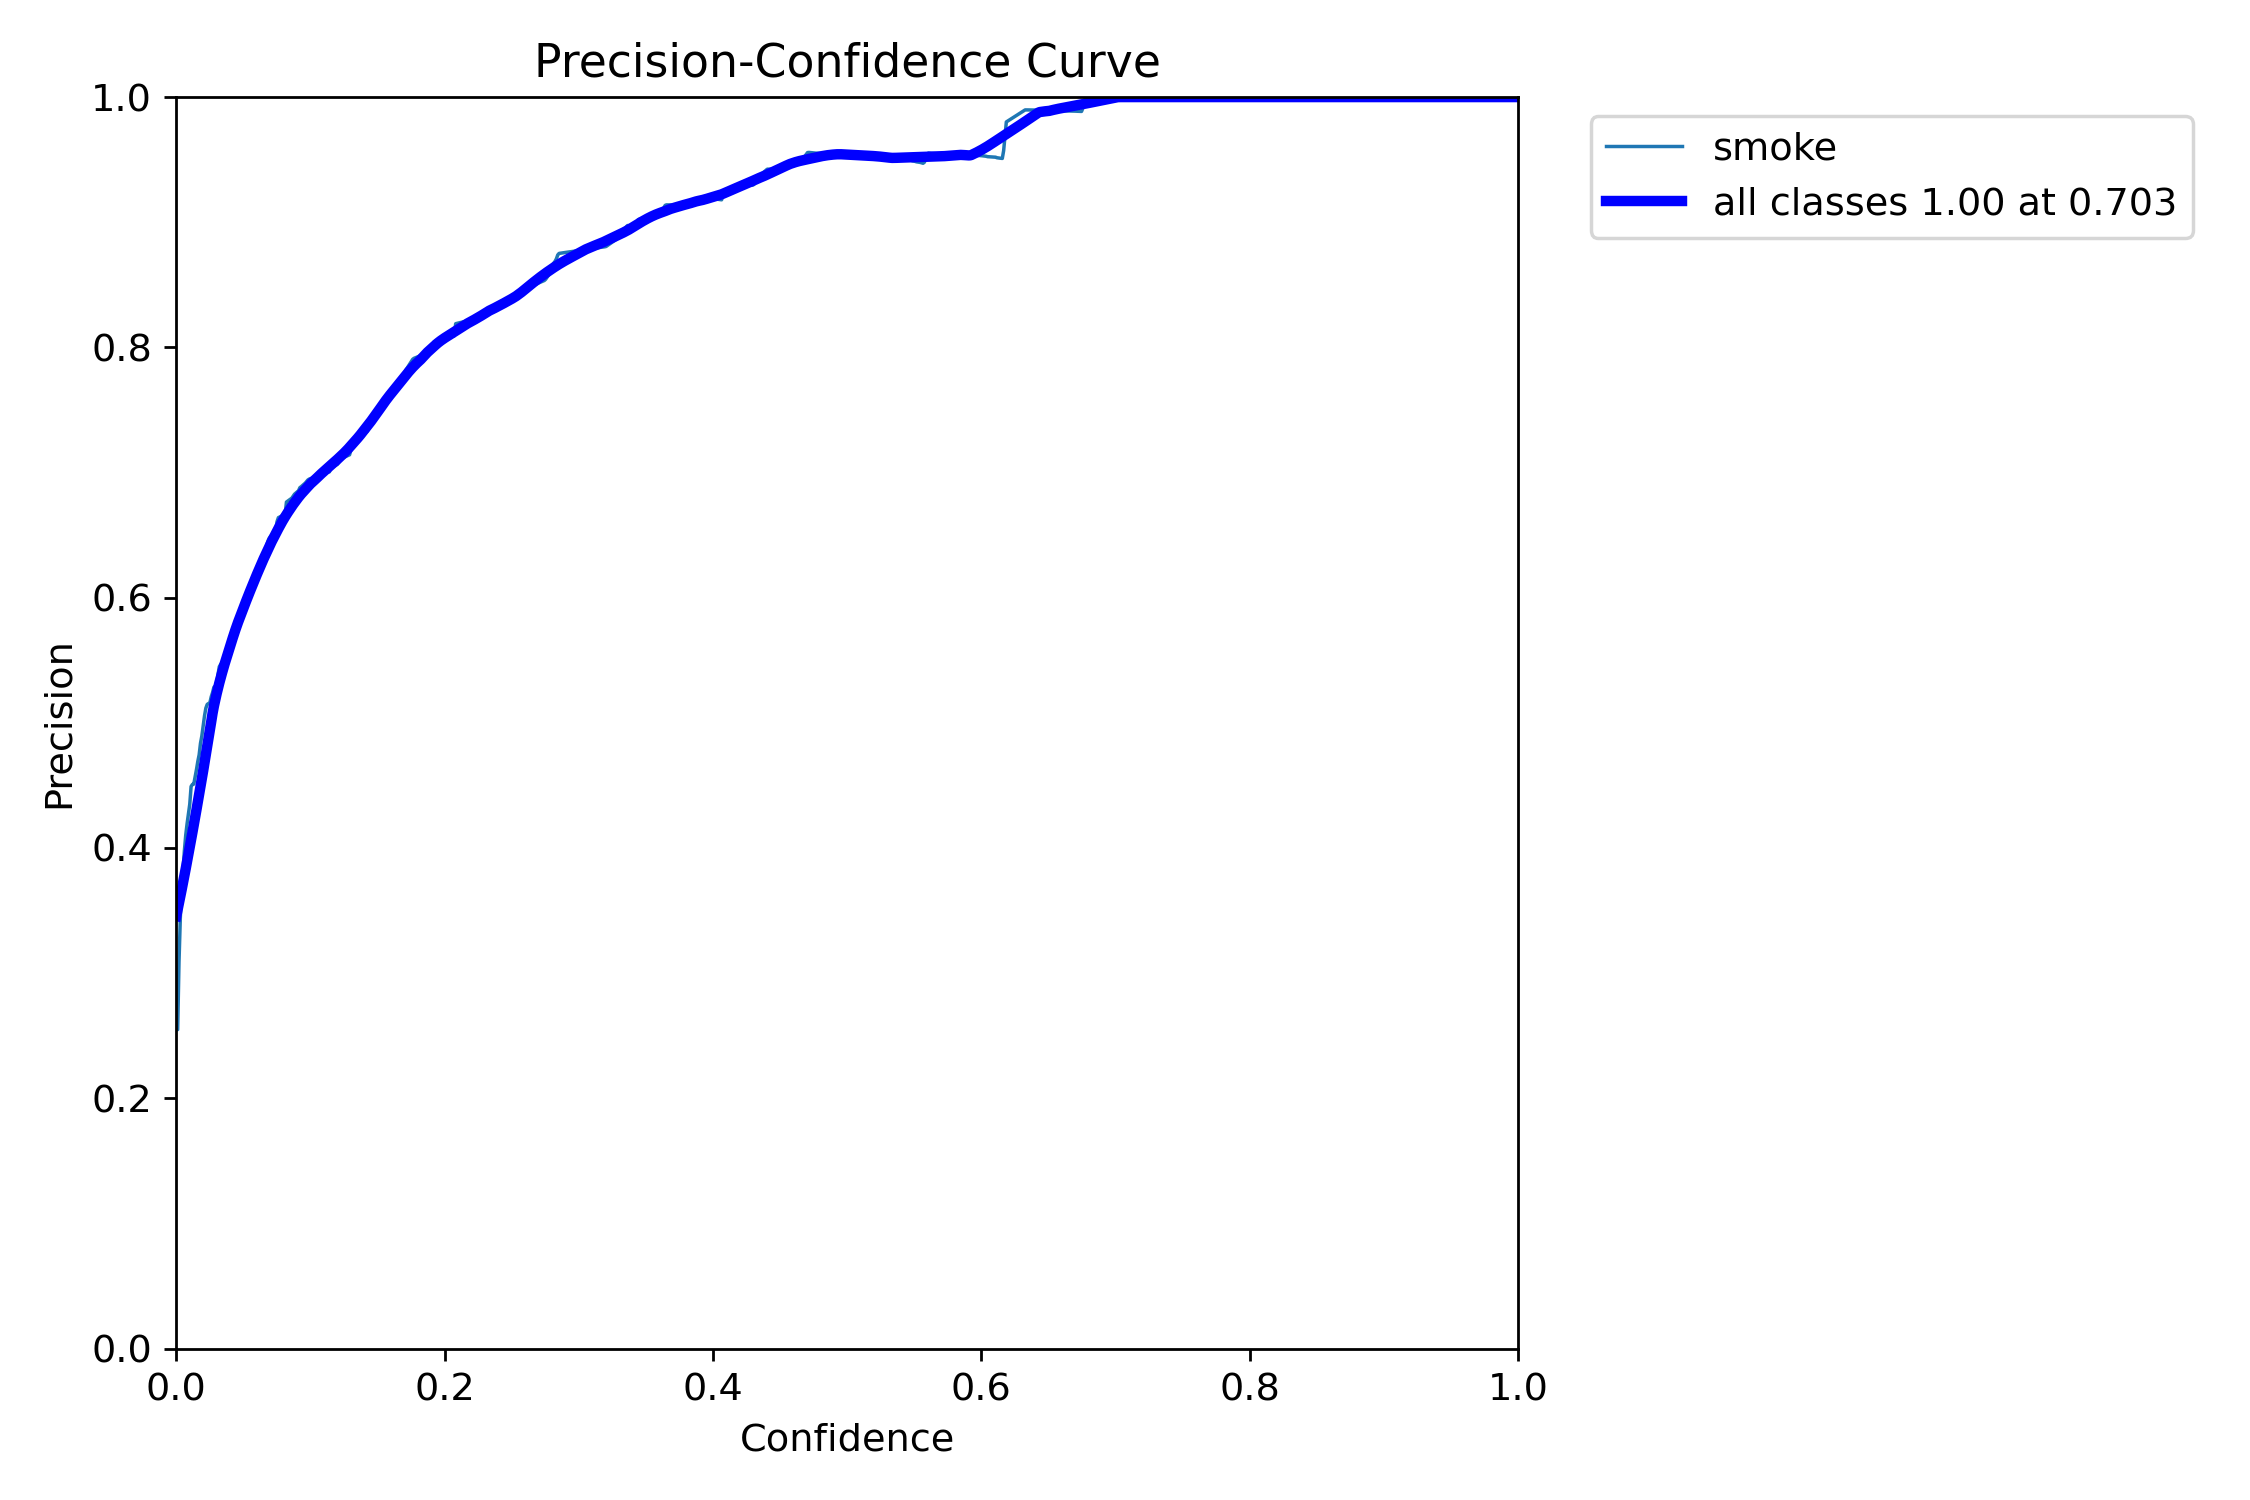 Precision-Confidence Curve
1.0
0.8
0.6
0.4
0.2
0.0
Precision
0.0 0.2 0.4 0.6 0.8 1.0
Confidence
smoke
all classes 1.00 at 0.703